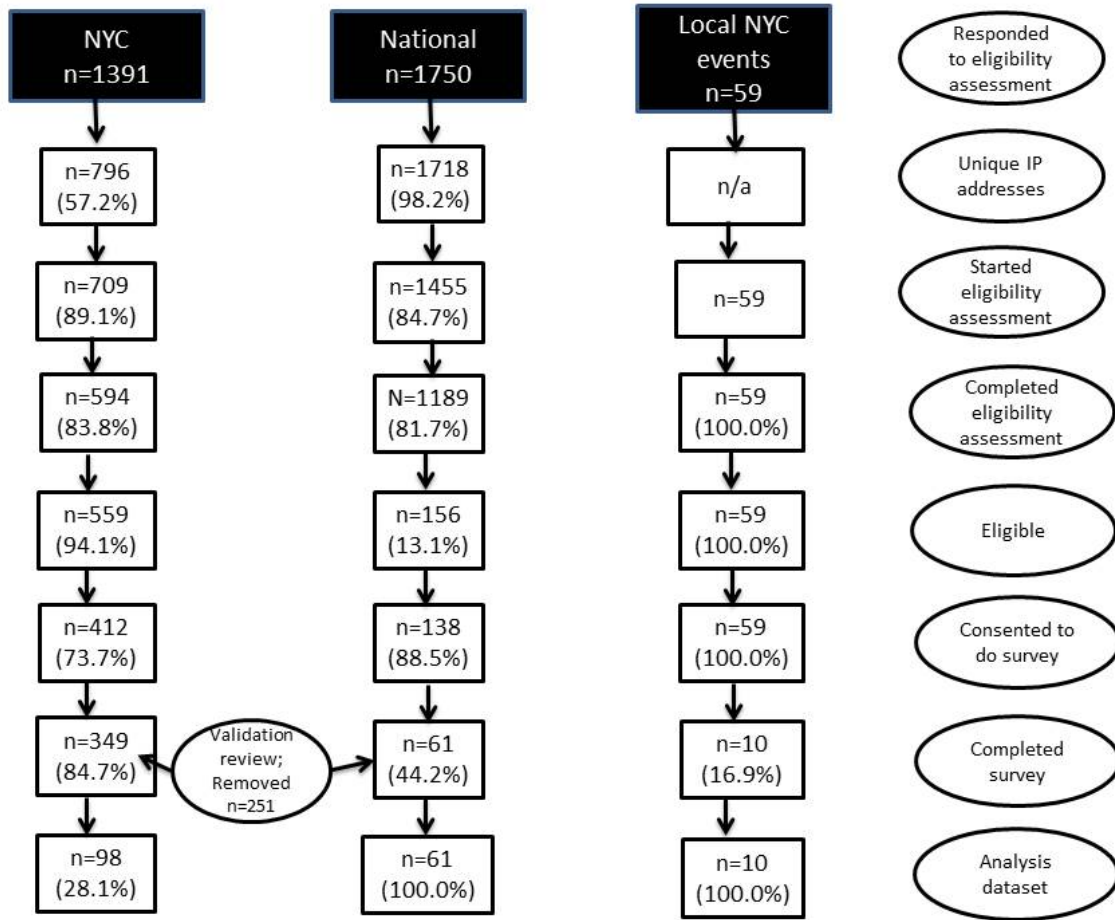 NYC
n=1391
National
n=1750
Local NYC
events
n=59
Responded
to eligibility
assessment
n=796
(57.2%)
n=1718
(98.2%)
n/a
Unique IP
addresses
n=709
(89.1%)
n=1455
(84.7%)
n=59
Started
eligibility
assessment
n=594
(83.8%)
N=1189
(81.7%)
n=59
(100.0%)
Completed
eligibility
assessment
n=559
(94.1%)
n=156
(13.1%)
n=59
(100.0%)
Eligible
n=412
(73.7%)
n=138
(88.5%)
n=59
(100.0%)
Consented to
do survey
n=349
(84.7%)
Validation
review;
Removed
n=251
n=61
(44.2%)
n=10
(16.9%)
Completed
survey
n=98
(28.1%)
n=61
(100.0%)
n=10
(100.0%)
Analysis
dataset